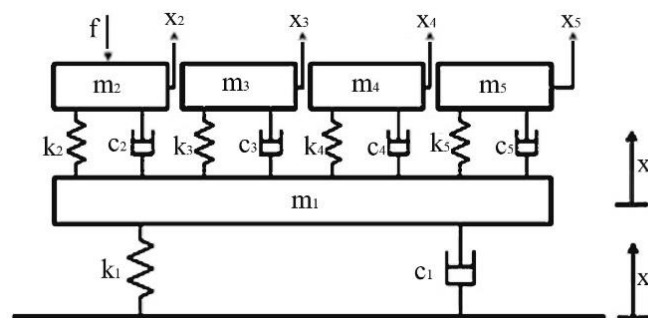 f x2 x3 x4 x5
m2 m3 m4 m5
k2 c2 k3 c3 k4 c4 k5 c5
x
m1
k1 c1 x